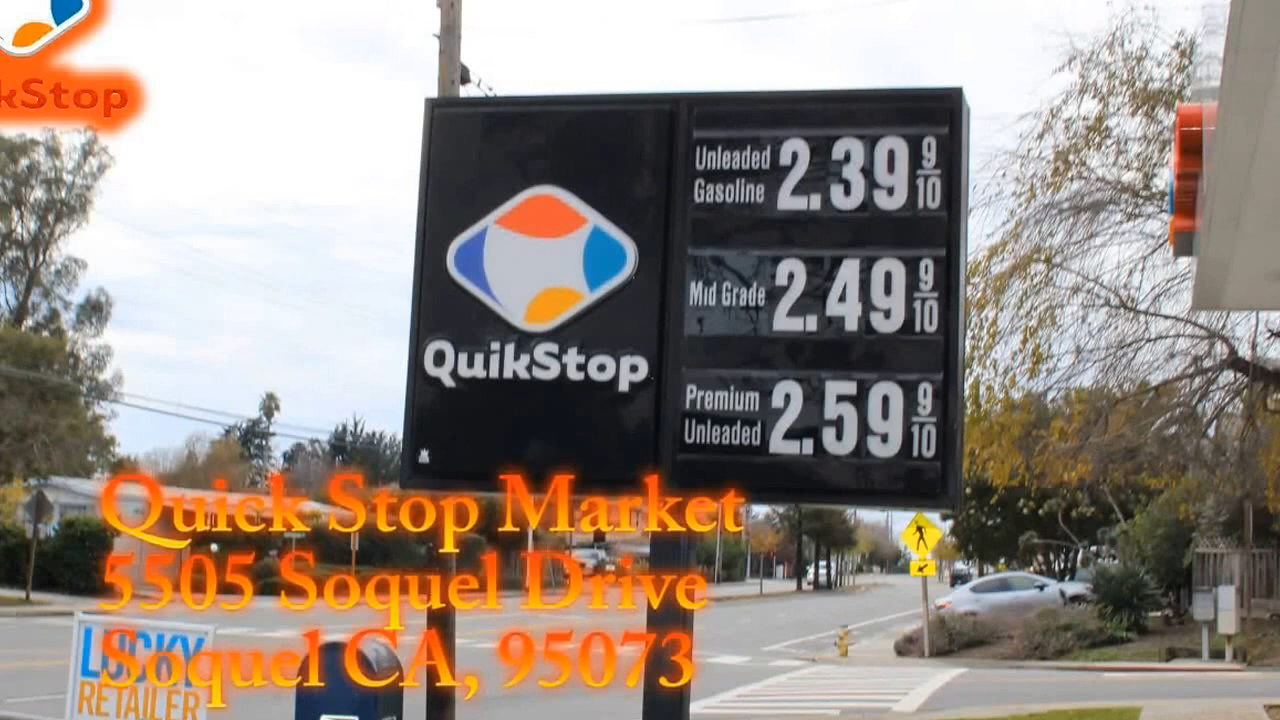 kStop
Unleaded
Gasoline
2.39 9/10
Mid Grade 2.49 9/10
QuikStop
Premium
Unleaded
2.59 9/10
Quick Stop Market
5505 Soquel Drive
Soquel CA, 95073
LUCKY
RETAILER